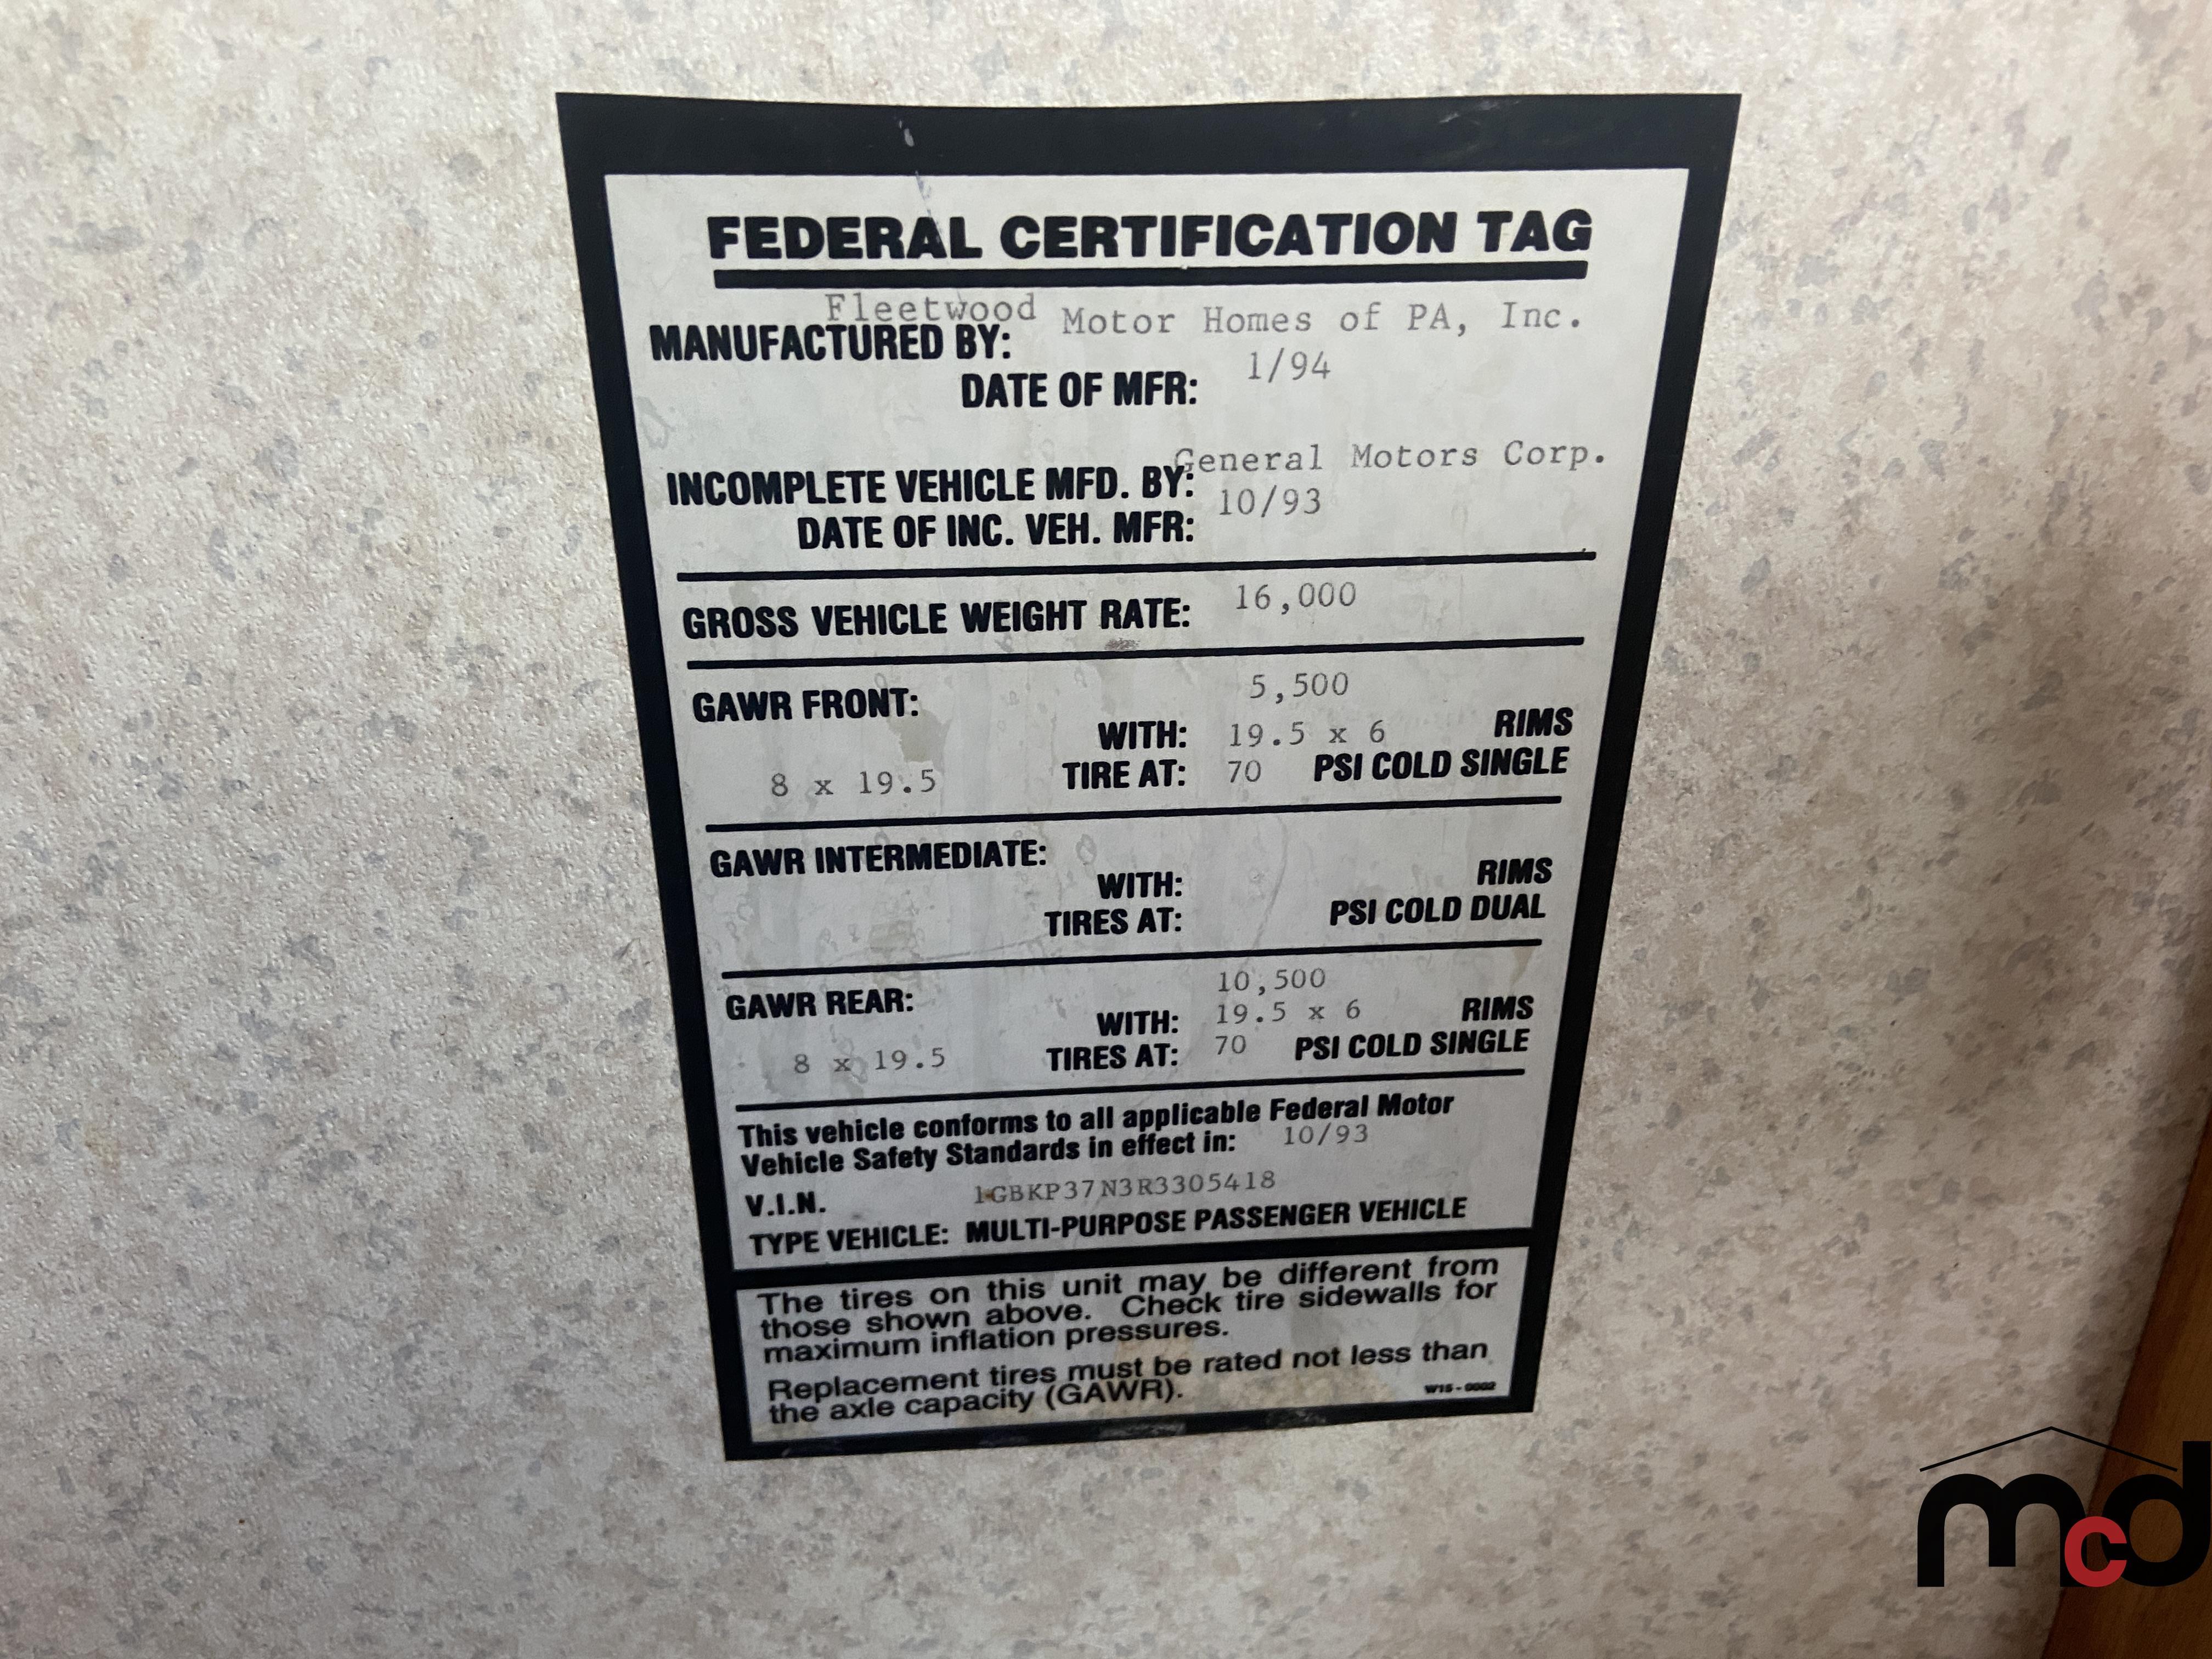 FEDERAL CERTIFICATION TAG
MANUFACTURED BY: Fleetwood Motor Homes of PA, Inc.
DATE OF MFR: 1/94
INCOMPLETE VEHICLE MFD. BY: General Motors Corp.
DATE OF INC. VEH. MFR: 10/93
GROSS VEHICLE WEIGHT RATE: 16,000
GAWR FRONT: 5,500
WITH: 19.5 x 6 RIMS
8 x 19.5 TIRE AT: 70 PSI COLD SINGLE
GAWR INTERMEDIATE:
WITH: RIMS
TIRES AT: PSI COLD DUAL
GAWR REAR: 10,500
WITH: 19.5 x 6 RIMS
8 x 19.5 TIRES AT: 70 PSI COLD SINGLE
This vehicle conforms to all applicable Federal Motor
Vehicle Safety Standards in effect in: 10/93
V.I.N. 1GBKP37N3R3305418
TYPE VEHICLE: MULTI-PURPOSE PASSENGER VEHICLE
The tires on this unit may be different from
those shown above. Check tire sidewalls for
maximum inflation pressures.
Replacement tires must be rated not less than
the axle capacity (GAWR).
W15-0002
mcd